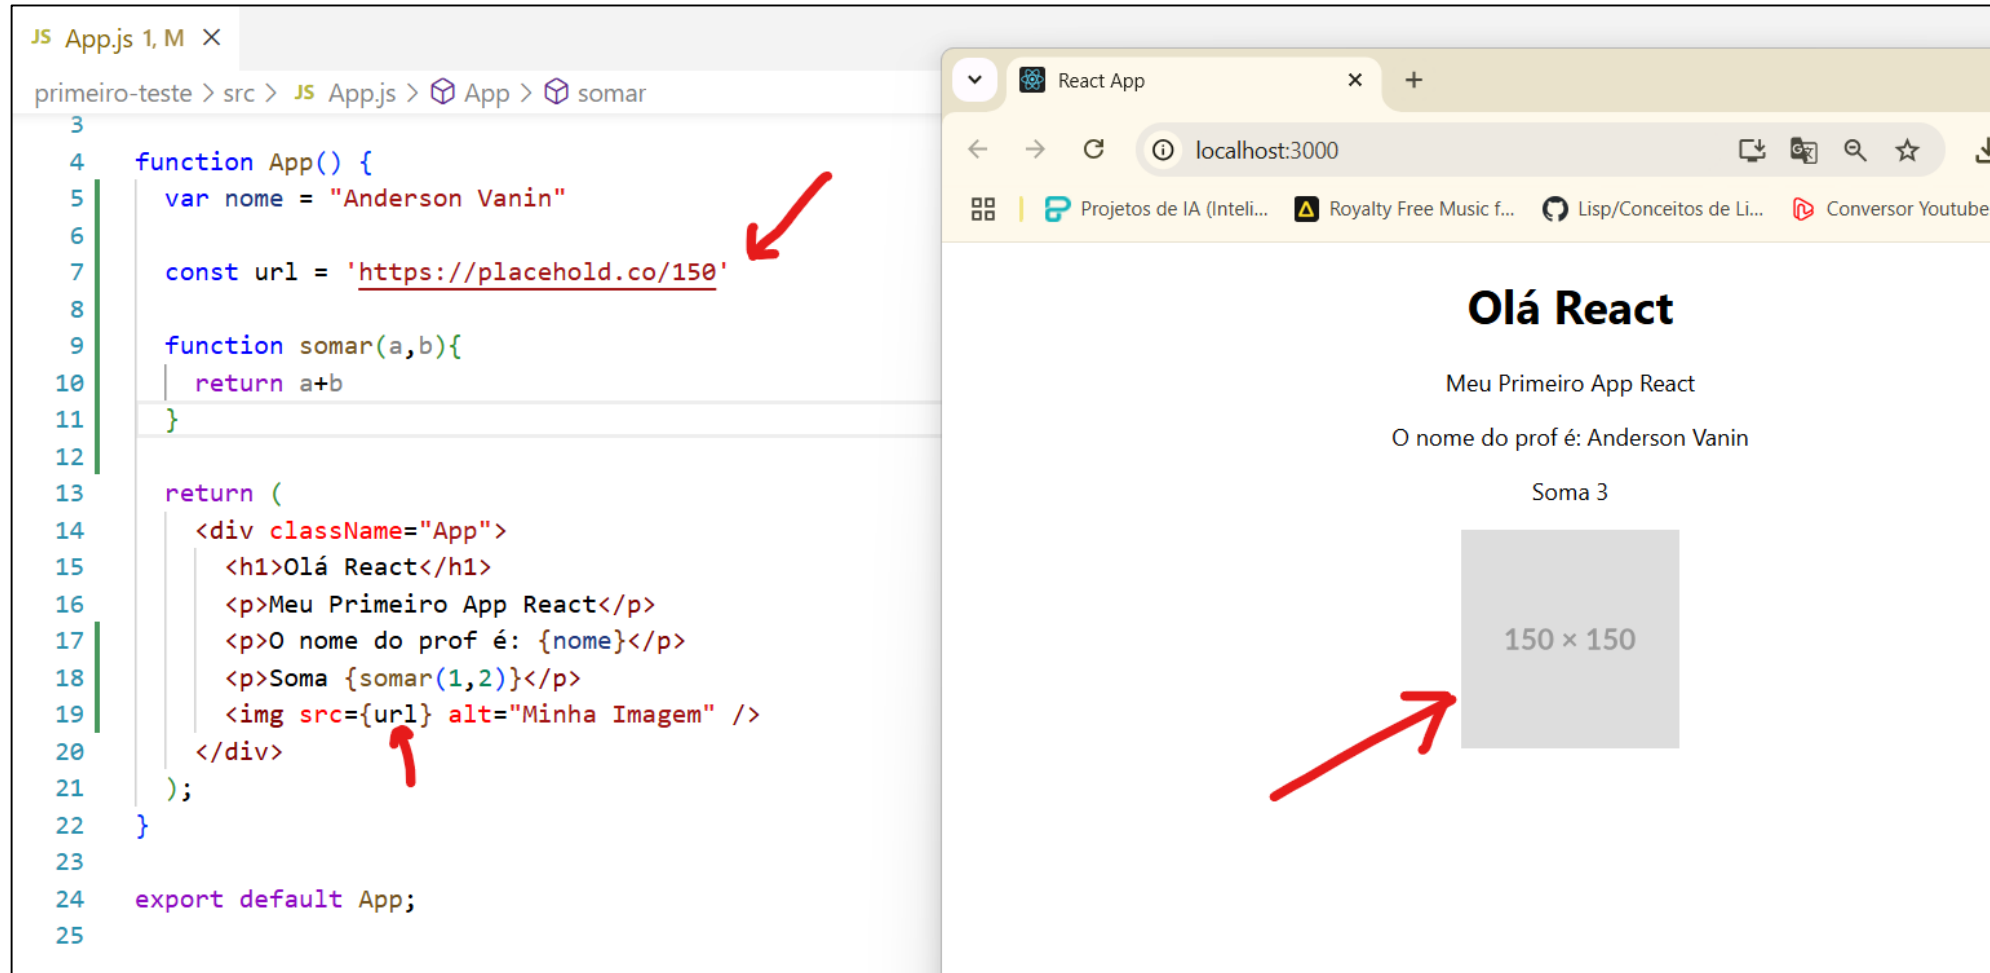 JS App.js 1, M ×
primeiro-teste > src > JS App.js > App > somar
3
4 function App() {
5 var nome = "Anderson Vanin"
6
7 const url = 'https://placehold.co/150'
8
9 function somar(a,b){
10 return a+b
11 }
12
13 return (
14 <div className="App">
15 <h1>Olá React</h1>
16 <p>Meu Primeiro App React</p>
17 <p>O nome do prof é: {nome}</p>
18 <p>Soma {somar(1,2)}</p>
19 <img src={url} alt="Minha Imagem" />
20 </div>
21 );
22 }
23
24 export default App;
25
React App × +
localhost:3000
Projetos de IA (Inteli... Royalty Free Music f... Lisp/Conceitos de Li... Conversor Youtube
Olá React
Meu Primeiro App React
O nome do prof é: Anderson Vanin
Soma 3
150 × 150